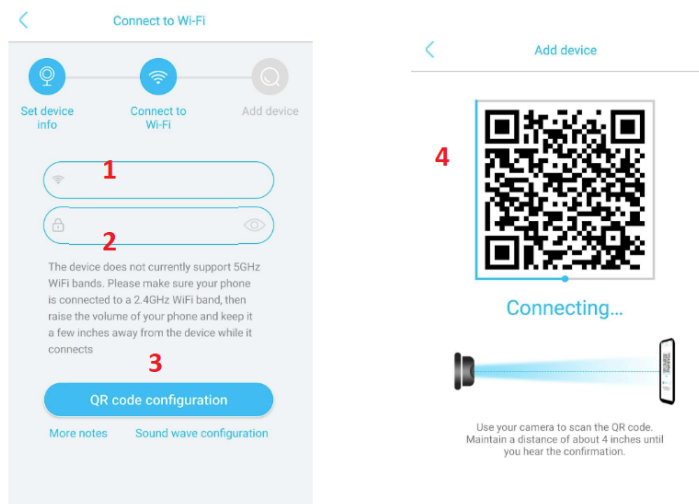 Connect to Wi-Fi
Set device
info
Connect to
Wi-Fi
Add device
1
2
The device does not currently support 5GHz
WiFi bands. Please make sure your phone
is connected to a 2.4GHz WiFi band, then
raise the volume of your phone and keep it
a few inches away from the device while it
connects
3
QR code configuration
More notes
Sound wave configuration
Add device
4
Connecting...
Use your camera to scan the QR code.
Maintain a distance of about 4 inches until
you hear the confirmation.